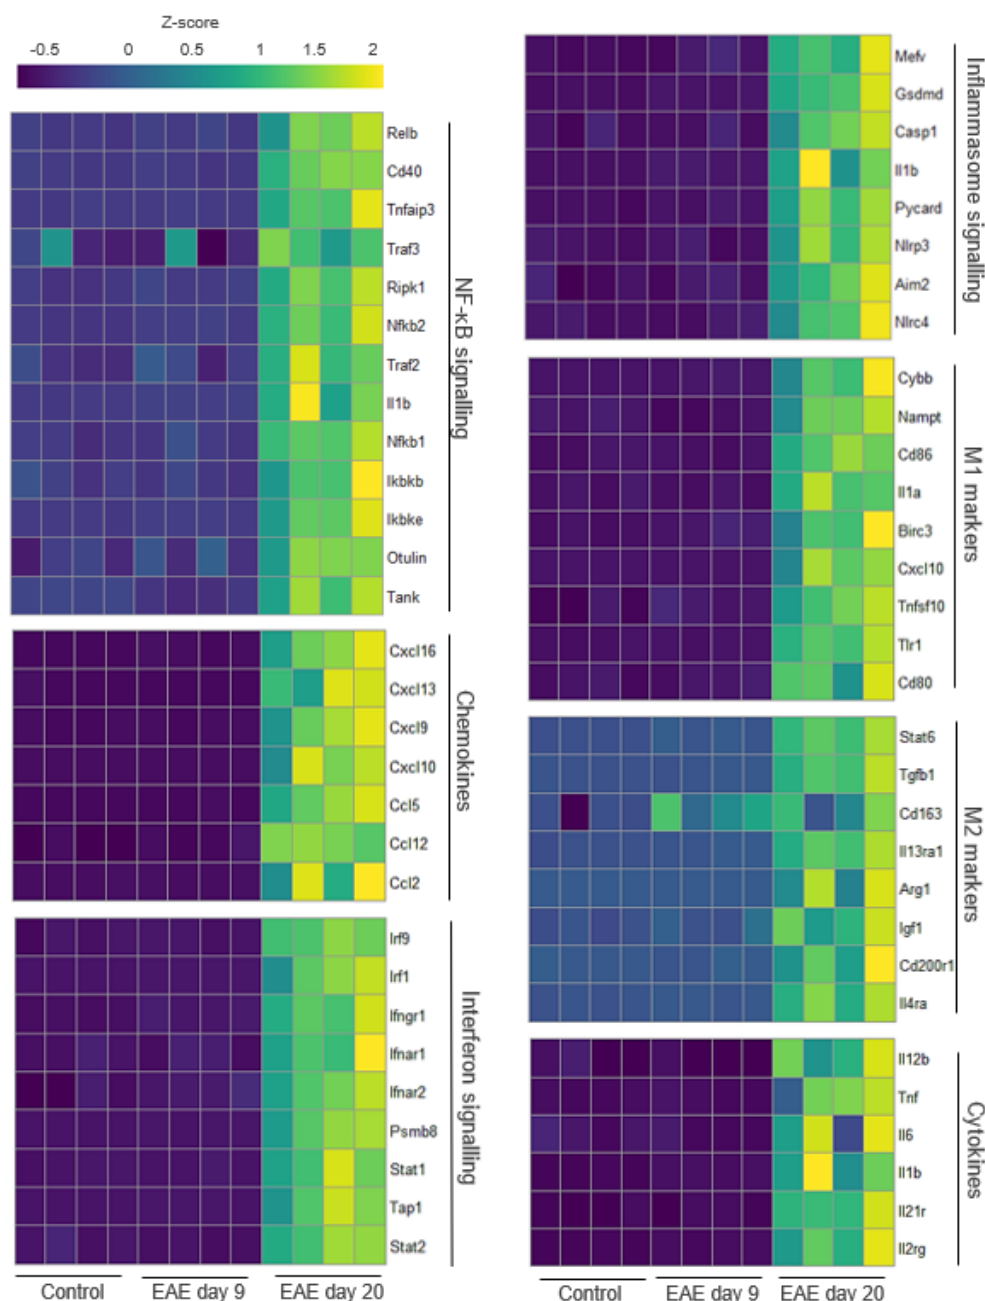 Z-score
-0.5 0 0.5 1 1.5 2
Relb
Cd40
Tnfaip3
Traf3
Ripk1
Nfkb2
Traf2
Il1b
Nfkb1
Ikbkb
Ikbke
Otulin
Tank
NF-κB signalling
Cxcl16
Cxcl13
Cxcl9
Cxcl10
Ccl5
Ccl12
Ccl2
Chemokines
Irf9
Irf1
Ifngr1
Ifnar1
Ifnar2
Psmb8
Stat1
Tap1
Stat2
Interferon signalling
Control EAE day 9 EAE day 20
Mefv
Gsdmd
Casp1
Il1b
Pycard
Nlrp3
Aim2
Nlrc4
Inflammasome signalling
Cybb
Nampt
Cd86
Il1a
Birc3
Cxcl10
Tnfsf10
Tlr1
Cd80
M1 markers
Stat6
Tgfb1
Cd163
Il13ra1
Arg1
Igf1
Cd200r1
Il4ra
M2 markers
Il12b
Tnf
Il6
Il1b
Il21r
Il2rg
Cytokines
Control EAE day 9 EAE day 20